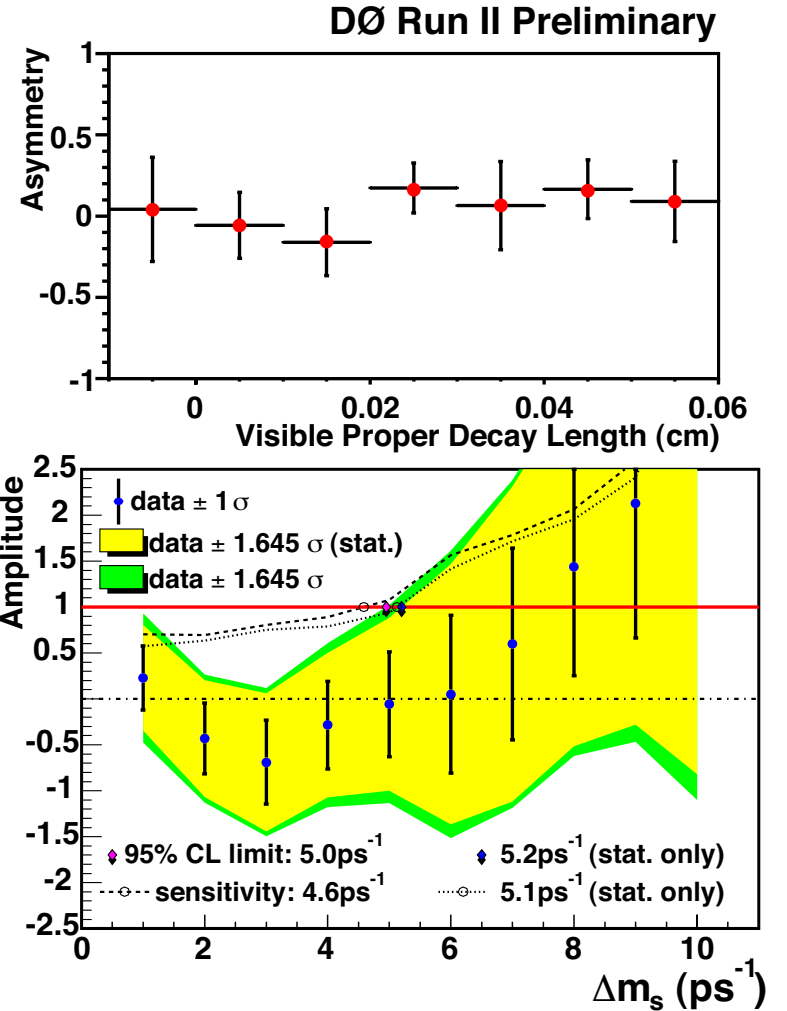 DØ Run II Preliminary
Asymmetry
1
0.5
0
-0.5
-1
0 0.02 0.04 0.06
Visible Proper Decay Length (cm)
Amplitude
2.5
2
1.5
1
0.5
-0.5
-1
-1.5
-2
-2.5
data ± 1 σ
data ± 1.645 σ (stat.)
data ± 1.645 σ
95% CL limit: 5.0ps⁻¹ 5.2ps⁻¹ (stat. only)
sensitivity: 4.6ps⁻¹ 5.1ps⁻¹ (stat. only)
0 2 4 6 8 10
Δmₛ (ps⁻¹)